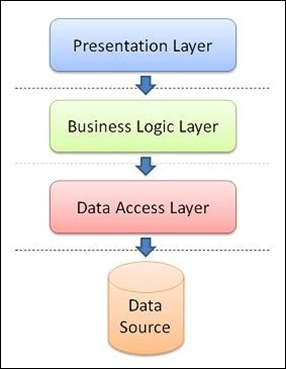 Presentation Layer
Business Logic Layer
Data Access Layer
Data
Source